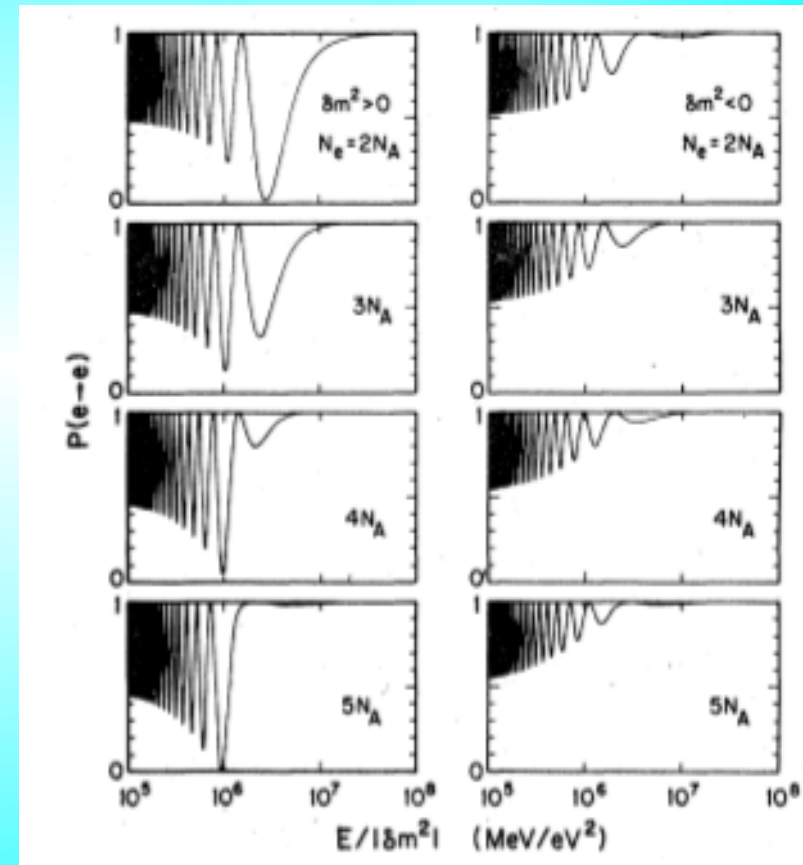 1
δm²>0
Nₑ=2N_A
0
1
δm²<0
Nₑ=2N_A
0
1
3N_A
0
1
3N_A
0
P(e→e)
1
4N_A
0
1
4N_A
0
1
5N_A
0
1
5N_A
0
10⁵ 10⁶ 10⁷ 10⁸
10⁵ 10⁶ 10⁷ 10⁸
E/|δm²| (MeV/eV²)